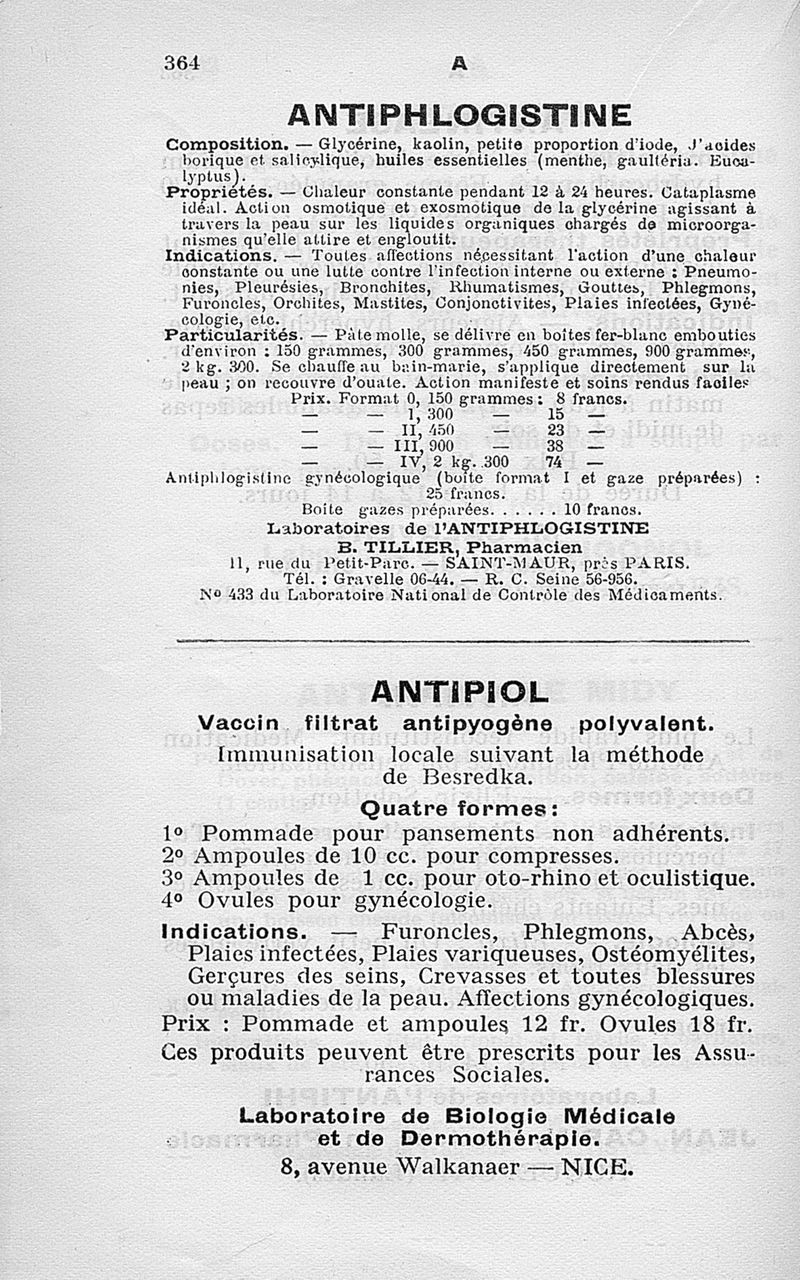 364
A
ANTIPHLOGISTINE
Composition. — Glycérine, kaolin, petite proportion d'iode, d'acides
borique et salicylique, huiles essentielles (menthe, gaultéria. Euca-
lyptus).
Propriétés. — Chaleur constante pendant 12 à 24 heures. Cataplasme
idéal. Action osmotique et exosmotique de la glycérine agissant à
travers la peau sur les liquides organiques chargés de microorga-
nismes qu'elle attire et engloutit.
Indications. — Toutes affections nécessitant l'action d'une chaleur
constante ou une lutte contre l'infection interne ou externe : Pneumo-
nies, Pleurésies, Bronchites, Rhumatismes, Gouttes, Phlegmons,
Furoncles, Orchites, Mastites, Conjonctivites, Plaies infectées, Gyné-
cologie, etc.
Particularités. — Pâte molle, se délivre en boîtes fer-blanc embouties
d'environ : 150 grammes, 300 grammes, 450 grammes, 900 grammes,
2 kg. 300. Se chauffe au bain-marie, s'applique directement sur la
peau ; on recouvre d'ouate. Action manifeste et soins rendus faciles
Prix. Format 0, 150 grammes : 8 francs.
— — I, 300 — 15 —
— — II, 450 — 23 —
— — III, 900 — 38 —
— — IV, 2 kg. .300 74 —
Antiphlogistine gynécologique (boîte format I et gaze préparées) :
25 francs.
Boite gazes préparées. . . . . . 10 francs.
Laboratoires de l'ANTIPHLOGISTINE
B. TILLIER, Pharmacien
11, rue du Petit-Parc. — SAINT-MAUR, près PARIS.
Tél. : Gravelle 06-44. — R. C. Seine 56-956.
No 433 du Laboratoire National de Contrôle des Médicaments.
ANTIPIOL
Vaccin filtrat antipyogène polyvalent.
Immunisation locale suivant la méthode
de Besredka.
Quatre formes :
1o Pommade pour pansements non adhérents.
2o Ampoules de 10 cc. pour compresses.
3o Ampoules de 1 cc. pour oto-rhino et oculistique.
4o Ovules pour gynécologie.
Indications. — Furoncles, Phlegmons, Abcès,
Plaies infectées, Plaies variqueuses, Ostéomyélites,
Gerçures des seins, Crevasses et toutes blessures
ou maladies de la peau. Affections gynécologiques.
Prix : Pommade et ampoules 12 fr. Ovules 18 fr.
Ces produits peuvent être prescrits pour les Assu-
rances Sociales.
Laboratoire de Biologie Médicale
et de Dermothérapie.
8, avenue Walkanaer — NICE.